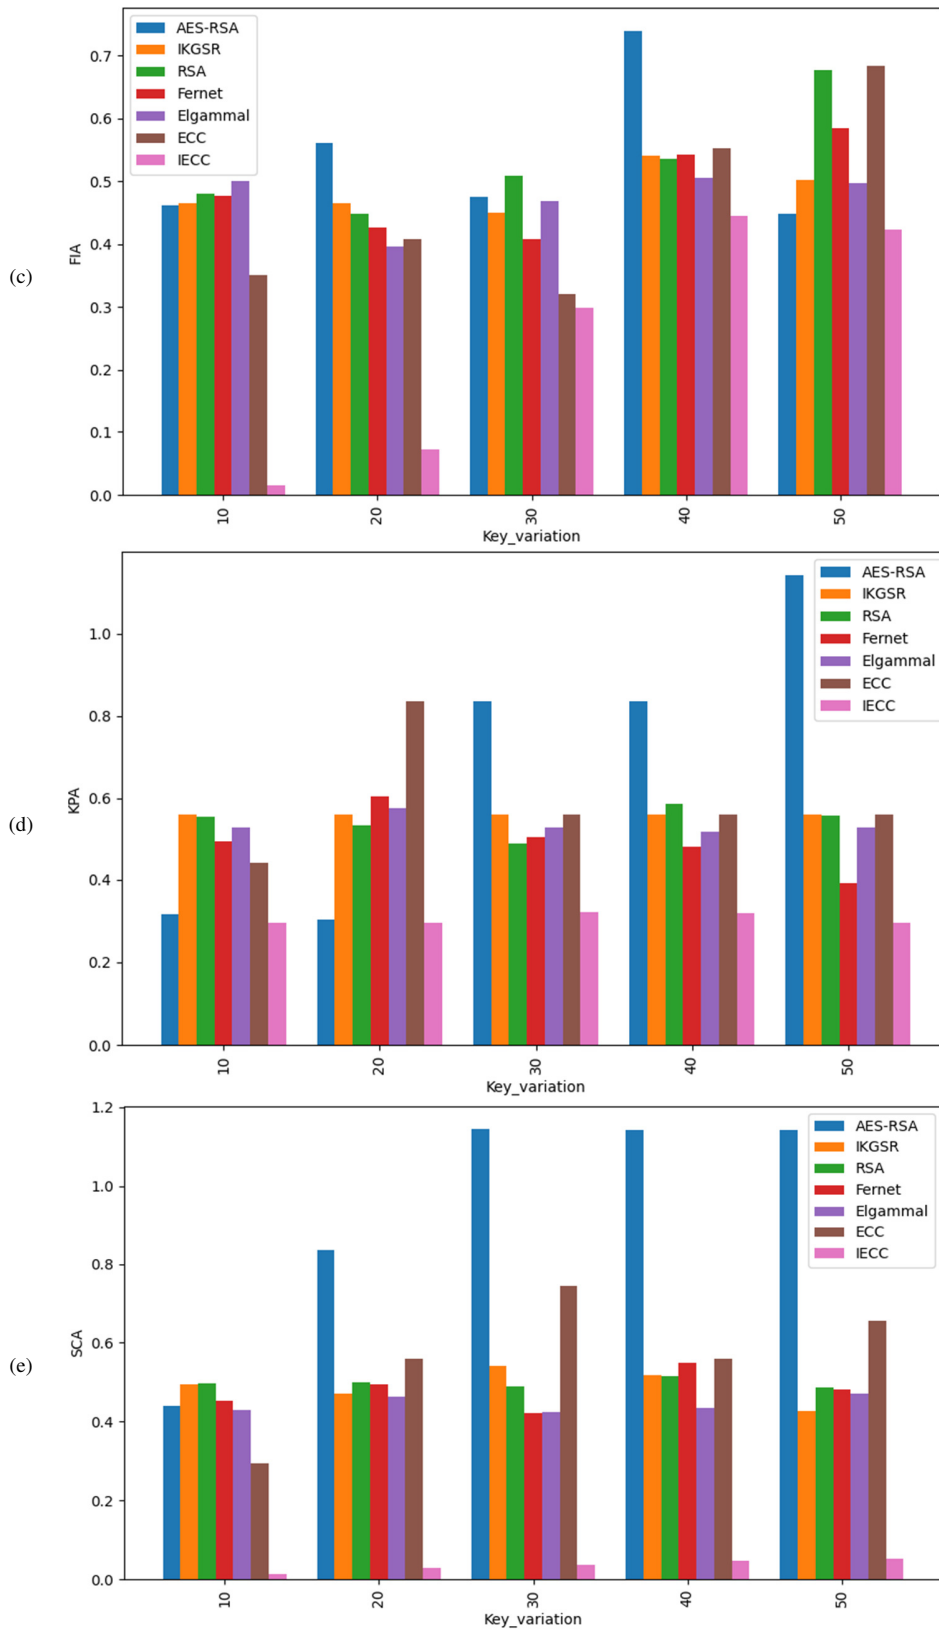 (c)
FIA
0.7
0.6
0.5
0.4
0.3
0.2
0.1
0.0
AES-RSA
IKGSR
RSA
Fernet
Elgammal
ECC
IECC
10
20
30
40
50
Key_variation
(d)
KPA
1.0
0.8
0.6
0.4
0.2
0.0
AES-RSA
IKGSR
RSA
Fernet
Elgammal
ECC
IECC
10
20
30
40
50
Key_variation
(e)
SCA
1.2
1.0
0.8
0.6
0.4
0.2
0.0
AES-RSA
IKGSR
RSA
Fernet
Elgammal
ECC
IECC
10
20
30
40
50
Key_variation